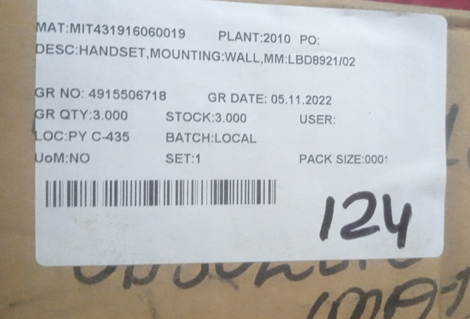 MAT:MIT431916060019 PLANT:2010 PO:
DESC:HANDSET,MOUNTING:WALL,MM:LBD8921/02
GR NO: 4915506718 GR DATE: 05.11.2022
GR QTY:3.000 STOCK:3.000 USER:
LOC:PY C-435 BATCH:LOCAL
UoM:NO SET:1 PACK SIZE:0001
124